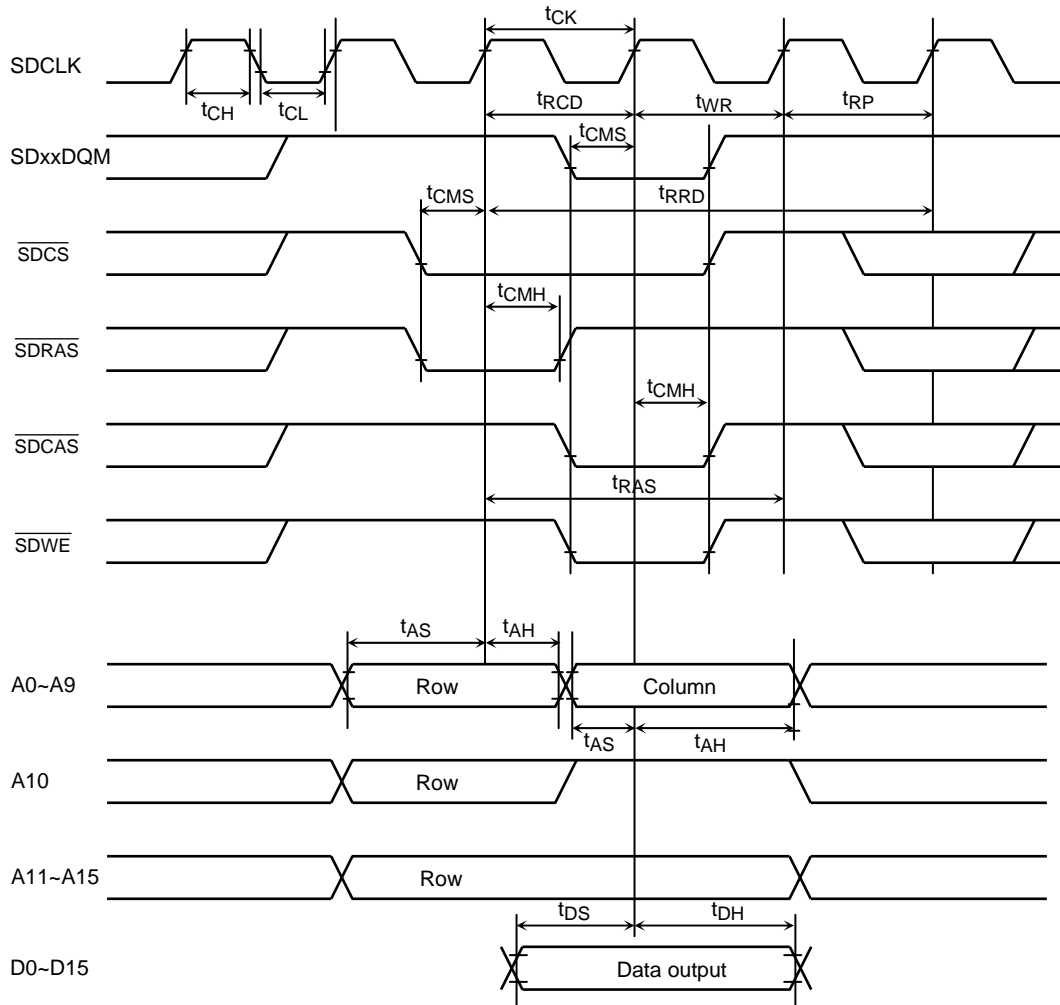 tCK
SDCLK
tCH
tCL
tRCD
tWR
tRP
SDxxDQM
tCMS
tCMS
tRRD
SDCS
tCMH
SDRAS
tCMH
SDCAS
tRAS
SDWE
tAS
tAH
A0~A9
Row
Column
tAS
tAH
A10
Row
A11~A15
Row
tDS
tDH
D0~D15
Data output